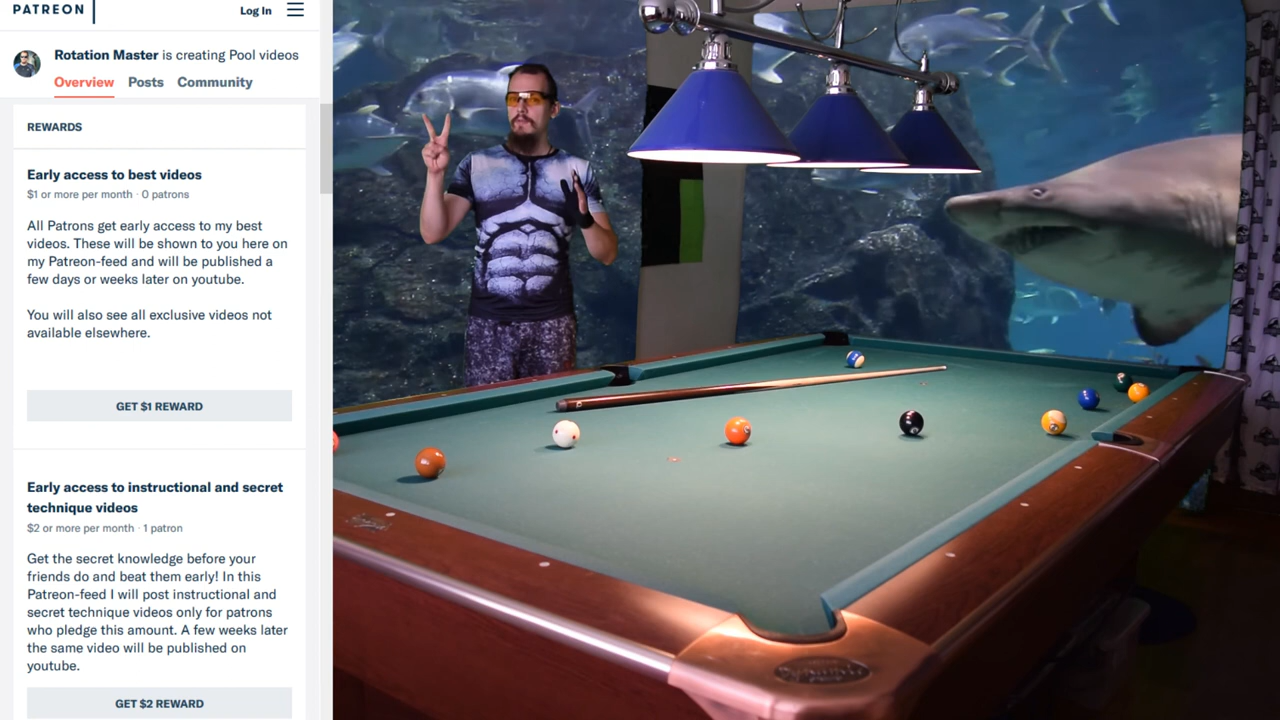 PATREON
Log In
Rotation Master is creating Pool videos
Overview Posts Community
REWARDS
Early access to best videos
$1 or more per month · 0 patrons
All Patrons get early access to my best
videos. These will be shown to you here on
my Patreon-feed and will be published a
few days or weeks later on youtube.
You will also see all exclusive videos not
available elsewhere.
GET $1 REWARD
Early access to instructional and secret
technique videos
$2 or more per month · 1 patron
Get the secret knowledge before your
friends do and beat them early! In this
Patreon-feed I will post instructional and
secret technique videos only for patrons
who pledge this amount. A few weeks later
the same video will be published on
youtube.
GET $2 REWARD